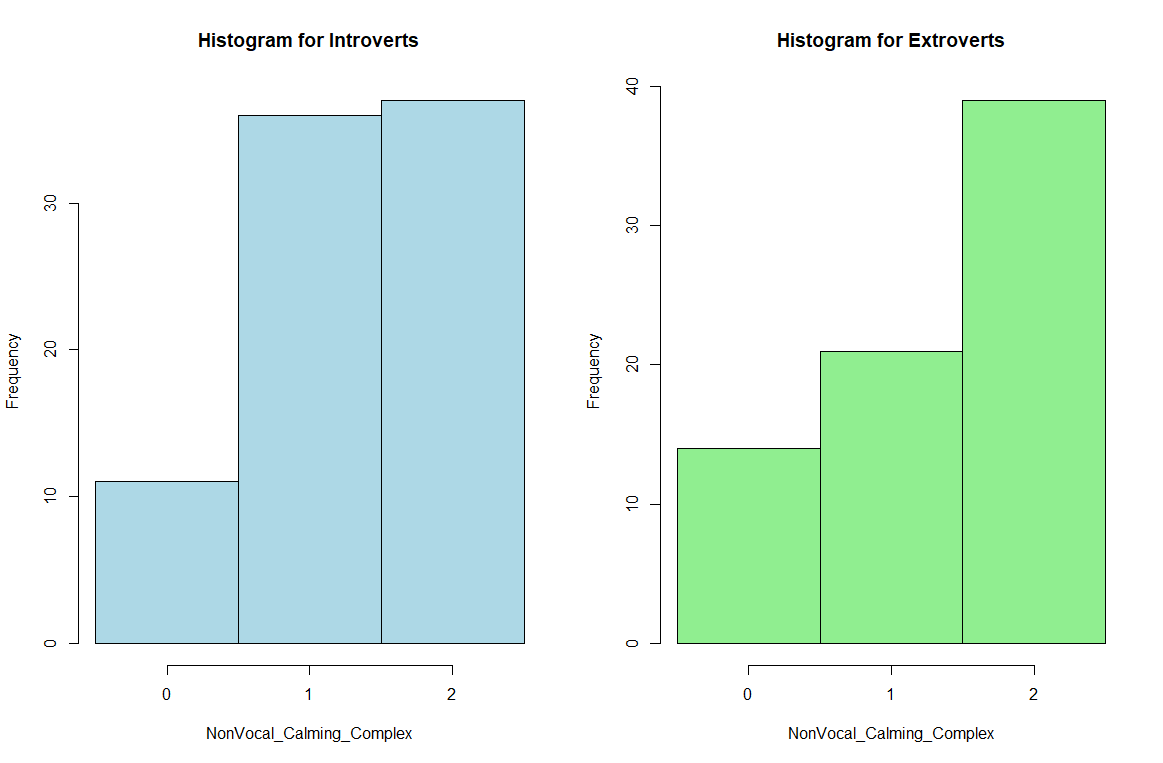 Histogram for Introverts
Frequency
0
10
20
30
0 1 2
NonVocal_Calming_Complex
Histogram for Extroverts
Frequency
0
10
20
30
40
0 1 2
NonVocal_Calming_Complex